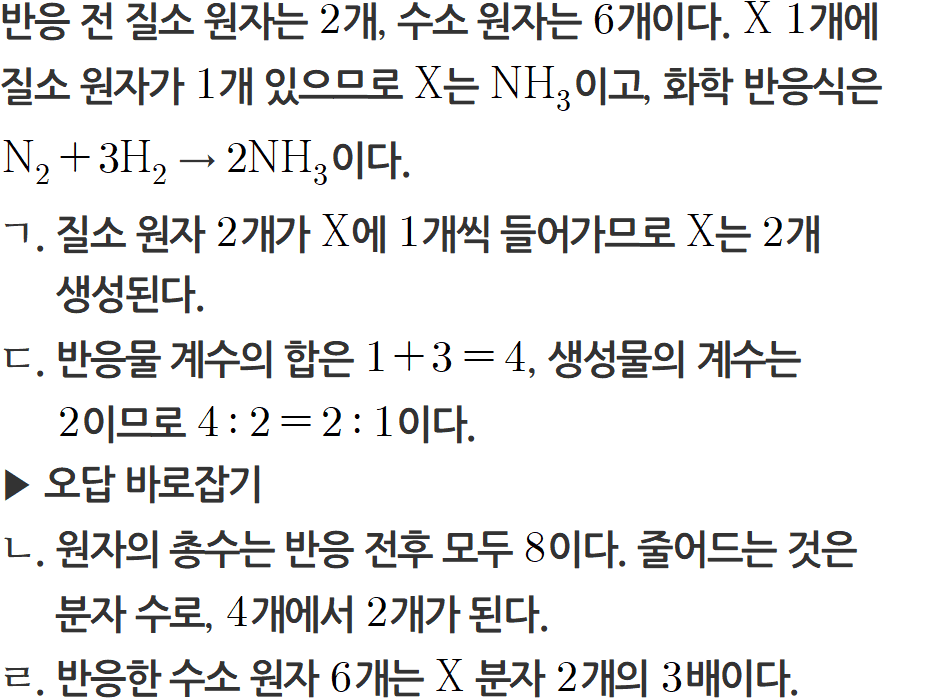 반응 전 질소 원자는 2개, 수소 원자는 6개이다. X 1개에
질소 원자가 1개 있으므로 X는 NH₃이고, 화학 반응식은
N₂ + 3H₂ → 2NH₃이다.
ㄱ. 질소 원자 2개가 X에 1개씩 들어가므로 X는 2개
생성된다.
ㄷ. 반응물 계수의 합은 1 + 3 = 4, 생성물의 계수는
2이므로 4 : 2 = 2 : 1이다.
▶ 오답 바로잡기
ㄴ. 원자의 총수는 반응 전후 모두 8이다. 줄어드는 것은
분자 수로, 4개에서 2개가 된다.
ㄹ. 반응한 수소 원자 6개는 X 분자 2개의 3배이다.